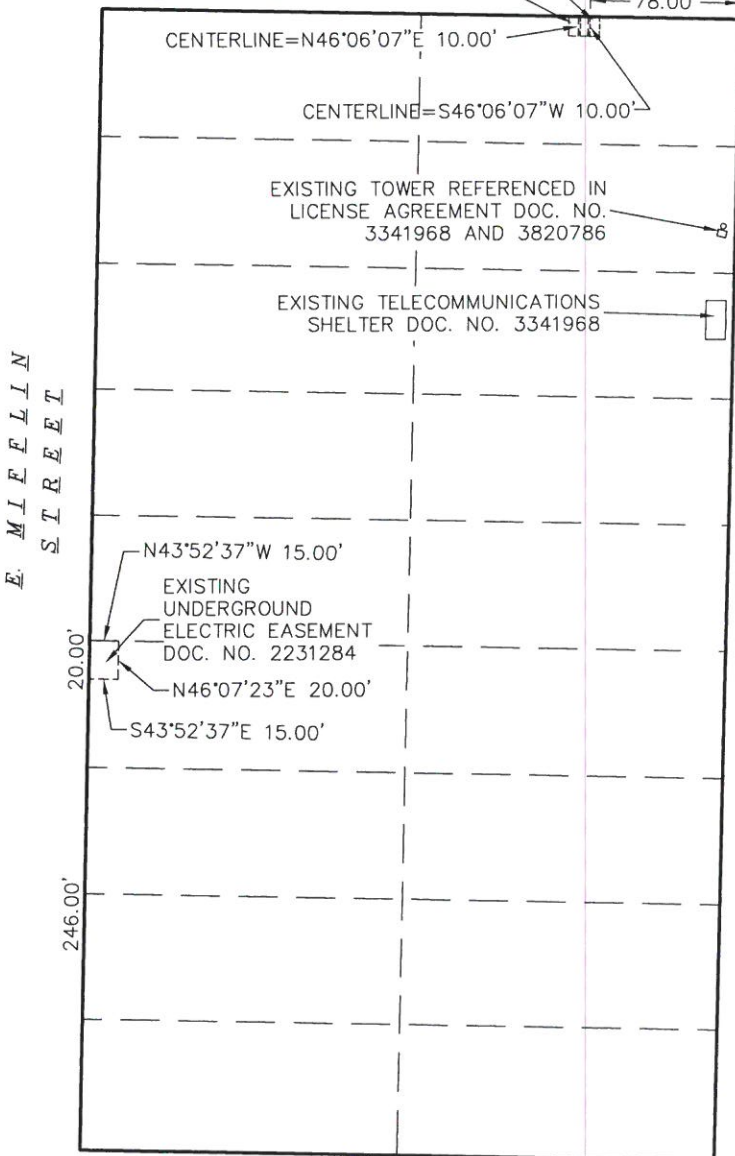 78.00'
CENTERLINE=N46°06'07"E 10.00'
CENTERLINE=S46°06'07"W 10.00'
EXISTING TOWER REFERENCED IN
LICENSE AGREEMENT DOC. NO.
3341968 AND 3820786
EXISTING TELECOMMUNICATIONS
SHELTER DOC. NO. 3341968
E. MIFFLIN
STREET
N43°52'37"W 15.00'
EXISTING
UNDERGROUND
ELECTRIC EASEMENT
DOC. NO. 2231284
20.00'
N46°07'23"E 20.00'
S43°52'37"E 15.00'
246.00'